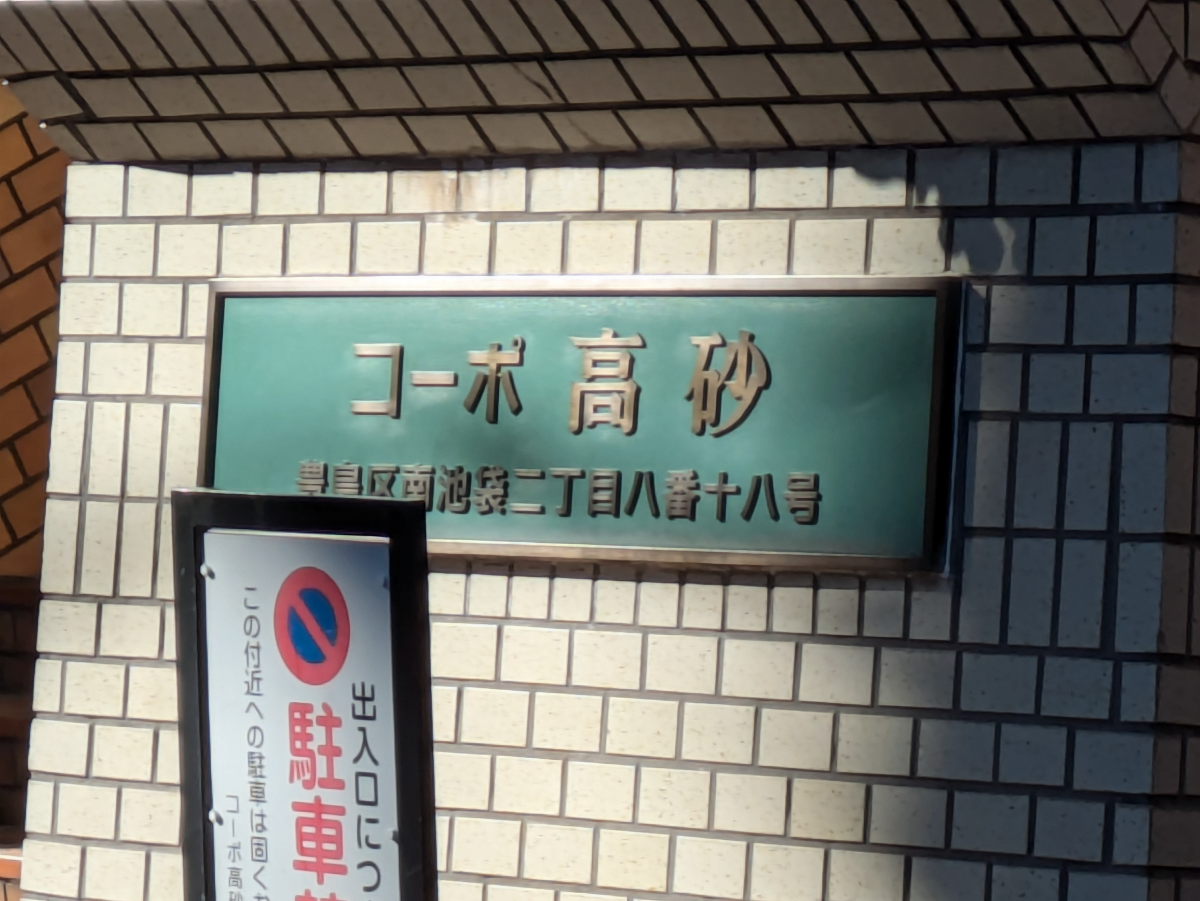 コーポ 高砂
豊島区南池袋二丁目八番十八号
出入口につ
駐車
この付近への駐車は固く
コーポ高砂